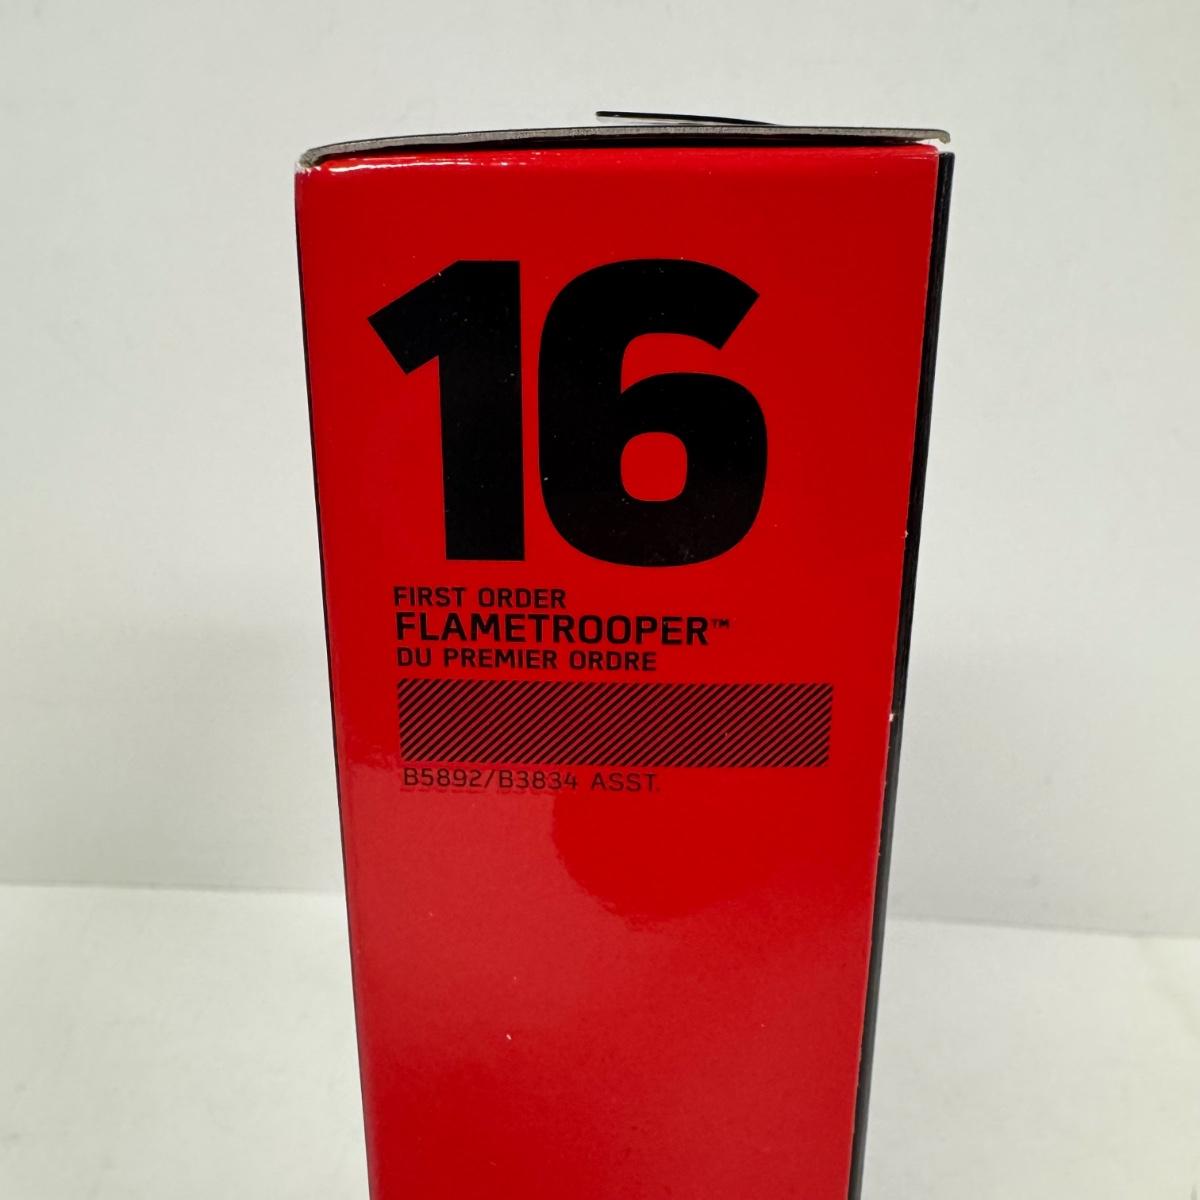 16
FIRST ORDER
FLAMETROOPER™
DU PREMIER ORDRE
B5892/B3834 ASST.